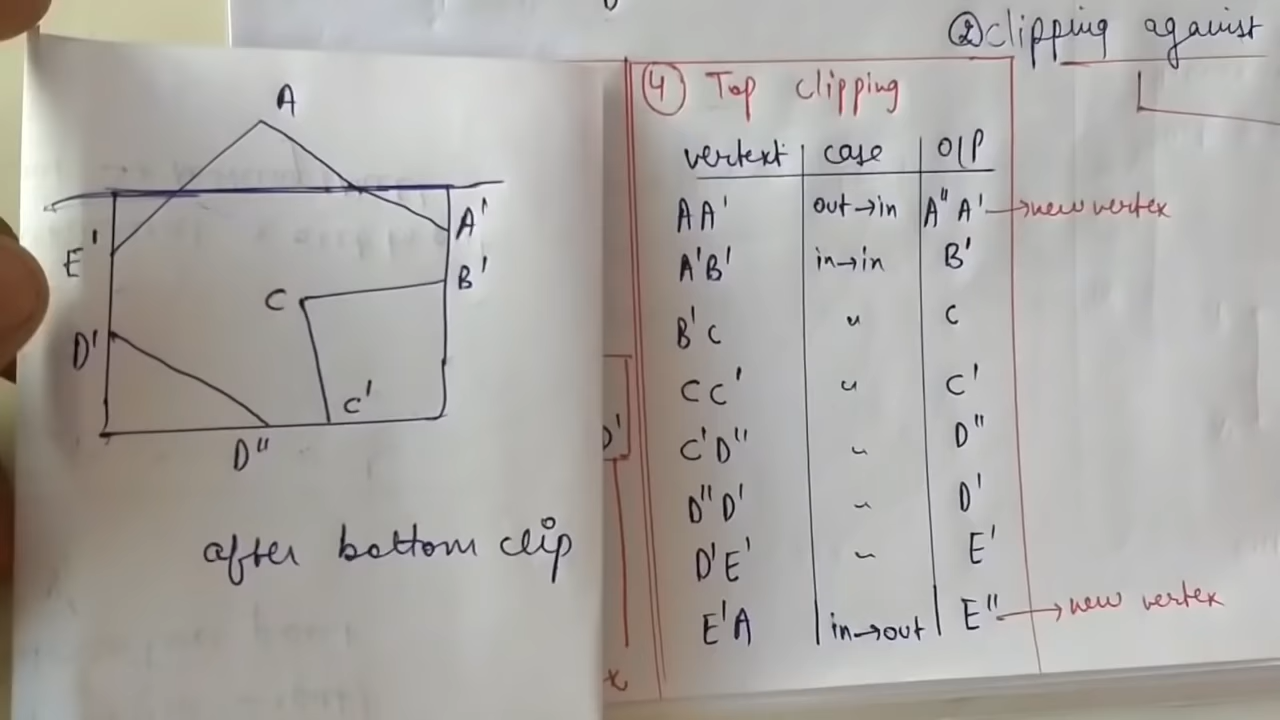 ② clipping against
A
E'
A'
B'
C
D'
C'
D"
after bottom clip
④ Top clipping
vertext case O/P
AA' out→in A" A' → new vertex
A'B' in→in B'
B'C " C
CC' " C'
C'D" " D"
D"D' " D'
D'E' " E'
E'A in→out E" → new vertex
D'